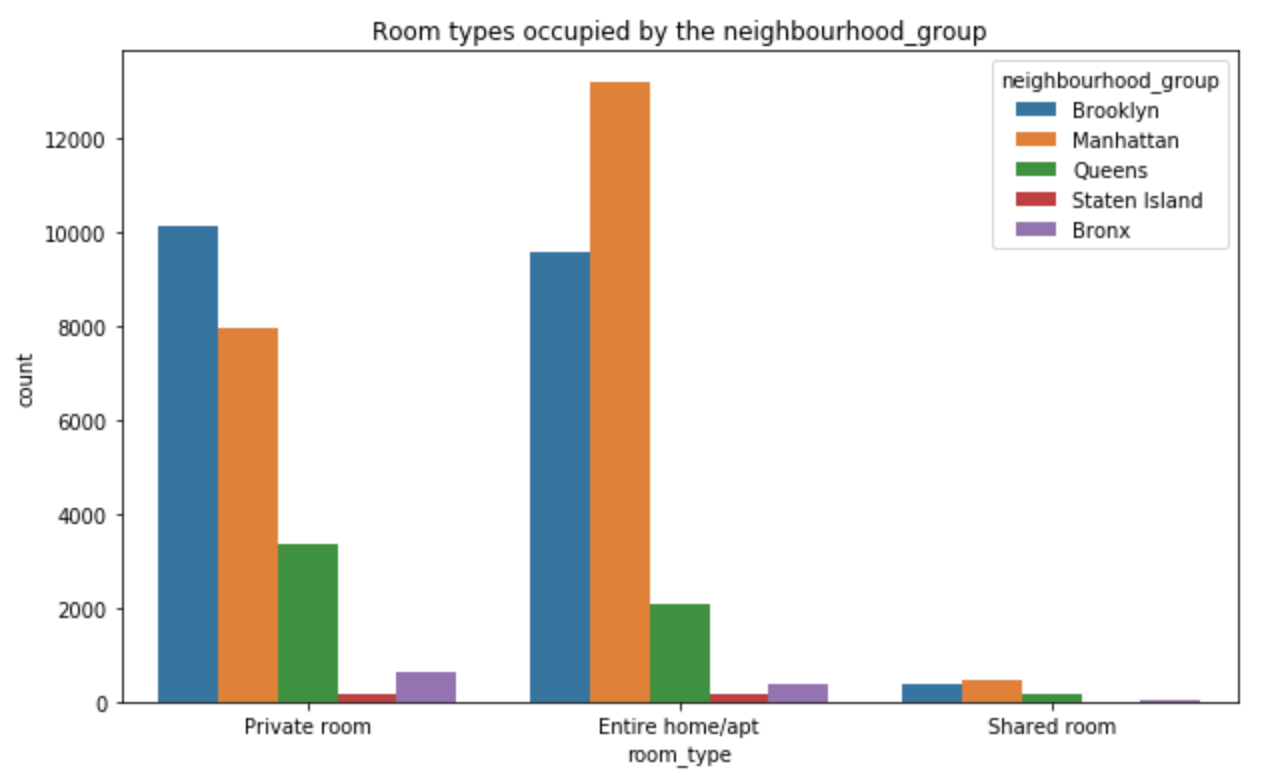 Room types occupied by the neighbourhood_group
neighbourhood_group
Brooklyn
Manhattan
Queens
Staten Island
Bronx
count
12000
10000
8000
6000
4000
2000
0
Private room
Entire home/apt
Shared room
room_type